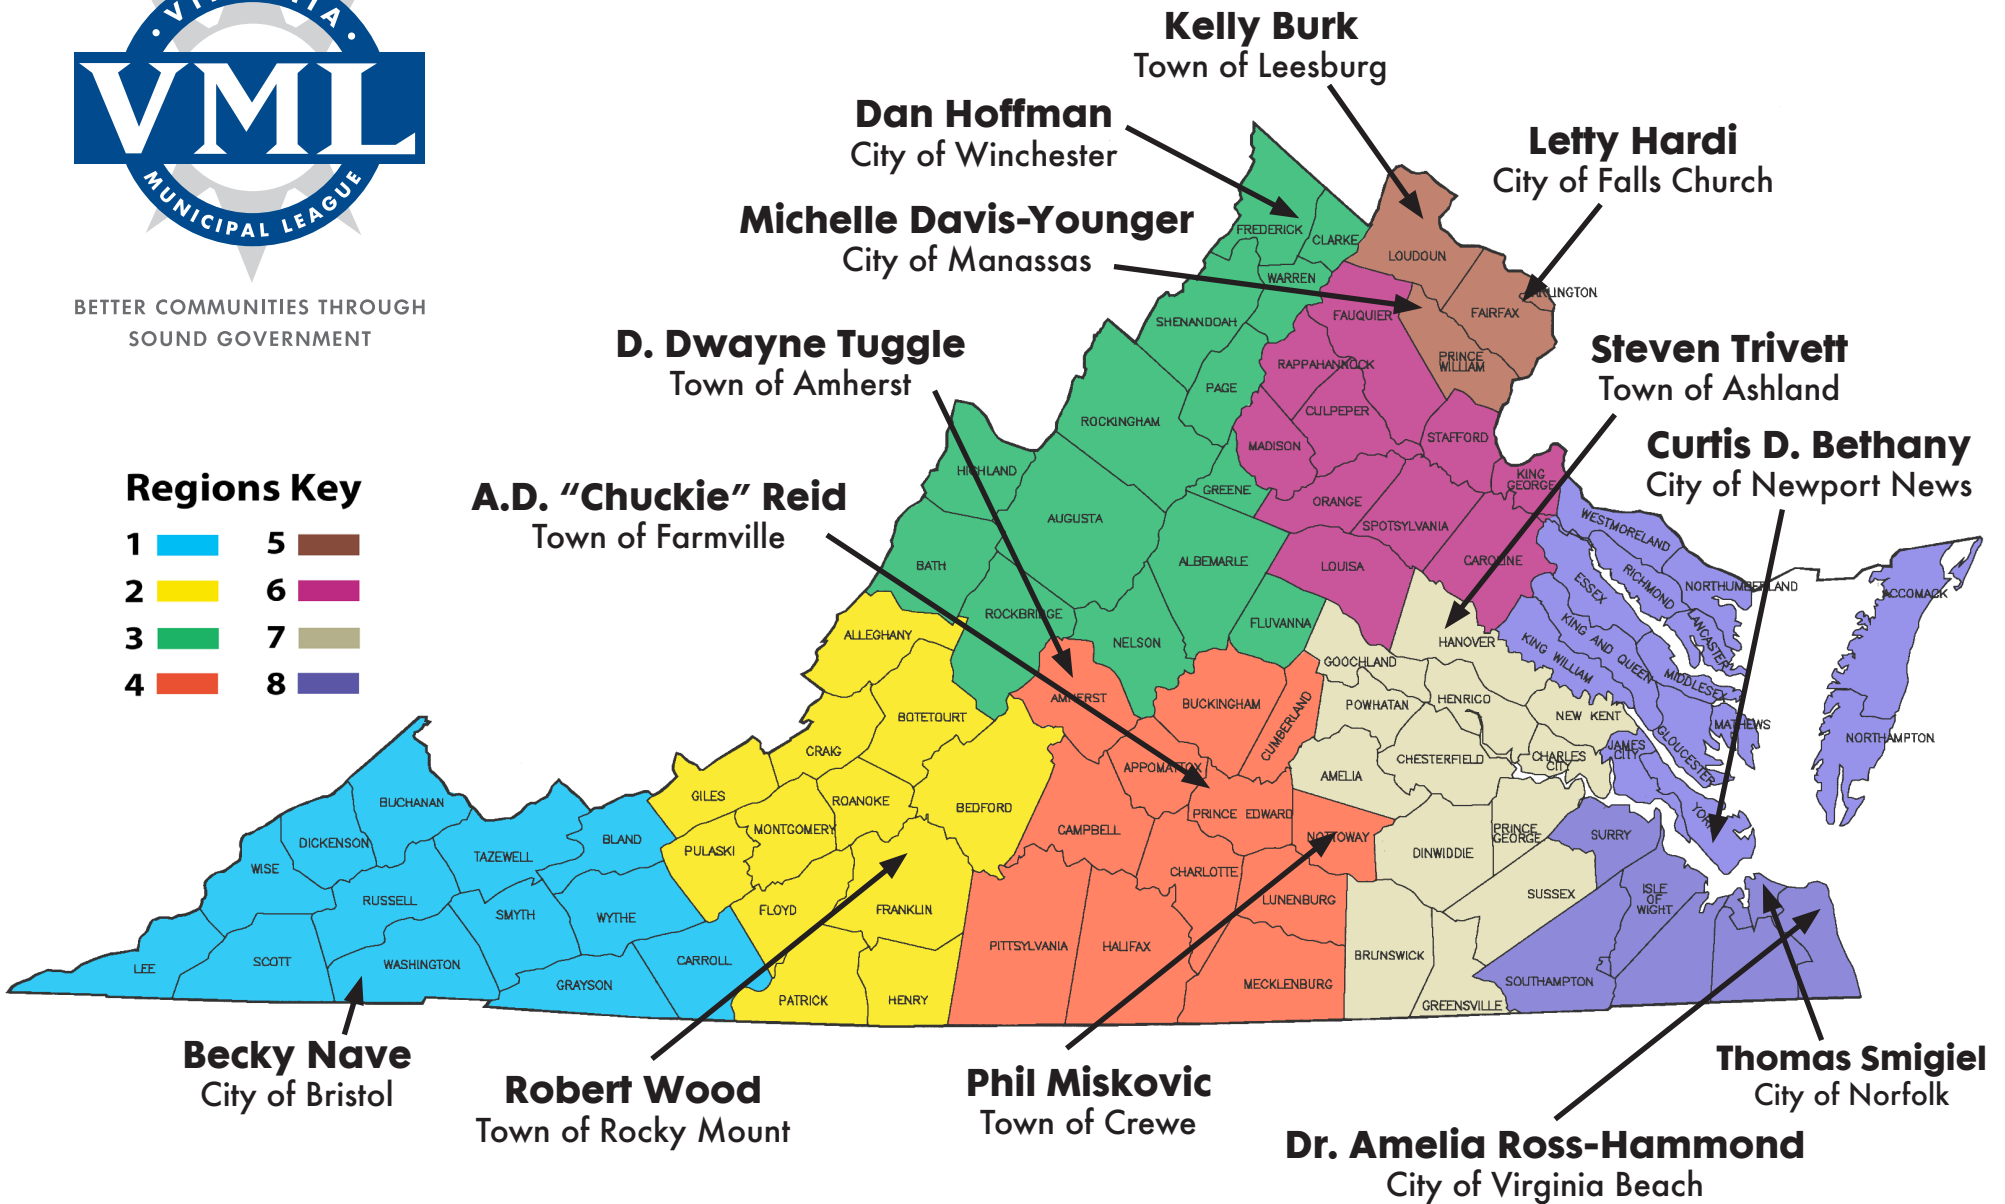 VIRGINIA
VML
MUNICIPAL LEAGUE
BETTER COMMUNITIES THROUGH
SOUND GOVERNMENT
Kelly Burk
Town of Leesburg
Dan Hoffman
City of Winchester
Letty Hardi
City of Falls Church
Michelle Davis-Younger
City of Manassas
D. Dwayne Tuggle
Town of Amherst
Steven Trivett
Town of Ashland
Curtis D. Bethany
City of Newport News
A.D. “Chuckie” Reid
Town of Farmville
Regions Key
1 5
2 6
3 7
4 8
FREDERICK
CLARKE
LOUDOUN
WARREN
ARLINGTON
FAIRFAX
FAUQUIER
SHENANDOAH
PRINCE
WILLIAM
RAPPAHANNOCK
PAGE
CULPEPER
ROCKINGHAM
STAFFORD
MADISON
HIGHLAND
KING
GEORGE
GREENE
ORANGE
AUGUSTA
SPOTSYLVANIA
WESTMORELAND
ALBEMARLE
CAROLINE
BATH
LOUISA
RICHMOND
ESSEX
NORTHUMBERLAND
ACCOMACK
ROCKBRIDGE
FLUVANNA
LANCASTER
ALLEGHANY
NELSON
HANOVER
KING AND QUEEN
KING WILLIAM
GOOCHLAND
MIDDLESEX
AMHERST
BUCKINGHAM
CUMBERLAND
POWHATAN
HENRICO
NEW KENT
BOTETOURT
MATHEWS
NORTHAMPTON
CRAIG
GLOUCESTER
JAMES
CITY
CHARLES
CITY
CHESTERFIELD
APPOMATTOX
AMELIA
GILES
ROANOKE
BEDFORD
BUCHANAN
PRINCE EDWARD
YORK
MONTGOMERY
CAMPBELL
NOTTOWAY
PRINCE
GEORGE
SURRY
BLAND
DICKENSON
PULASKI
TAZEWELL
DINWIDDIE
WISE
CHARLOTTE
RUSSELL
LUNENBURG
SUSSEX
ISLE
OF
WIGHT
SMYTH
WYTHE
FLOYD
FRANKLIN
PITTSYLVANIA
HALIFAX
BRUNSWICK
LEE
SCOTT
WASHINGTON
CARROLL
GRAYSON
MECKLENBURG
SOUTHAMPTON
PATRICK
HENRY
GREENSVILLE
Becky Nave
City of Bristol
Robert Wood
Town of Rocky Mount
Phil Miskovic
Town of Crewe
Thomas Smigiel
City of Norfolk
Dr. Amelia Ross-Hammond
City of Virginia Beach